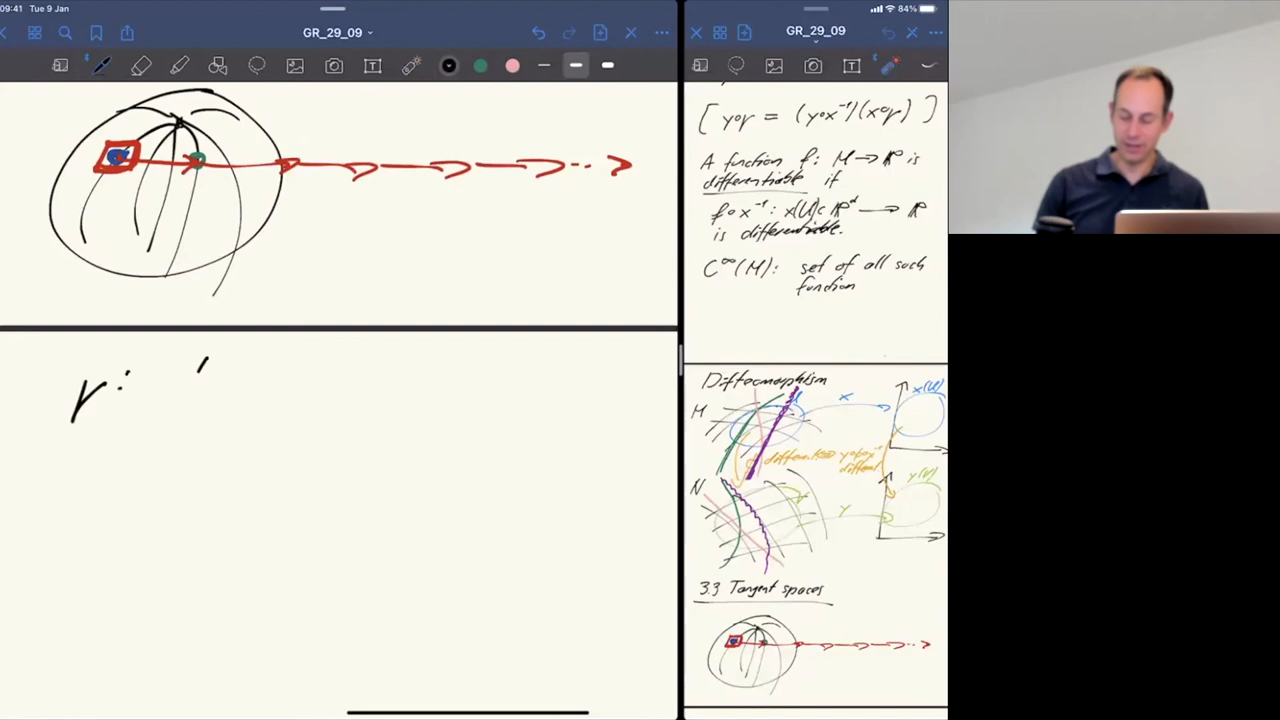 09:41 Tue 9 Jan
GR_29_09
γ:
84%
GR_29_09
[ y∘γ = (y∘x⁻¹)(x∘γ) ]
A function f: M → ℝ is
differentiable if
f∘x⁻¹: x(U)⊂ℝᵈ → ℝ
is differentiable.
C∞(M): set of all such
function
Diffeomorphism
M
x
x(U)
N
y
y(V)
3.3 Tangent spaces